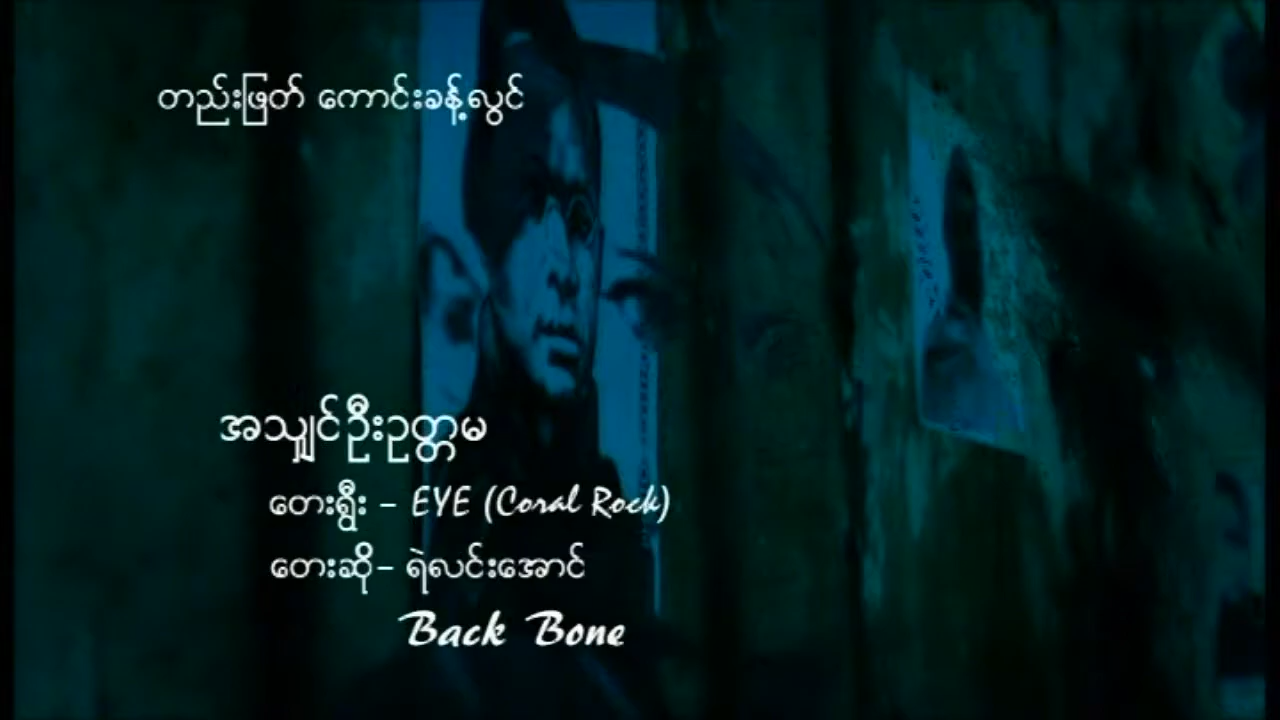 တည်းဖြတ် ကောင်းခန့်လွင်
အသျှင်ဦးဥတ္တမ
တေးရှီး – EYE (Coral Rock)
တေးဆို – ရဲလင်းအောင်
Back Bone